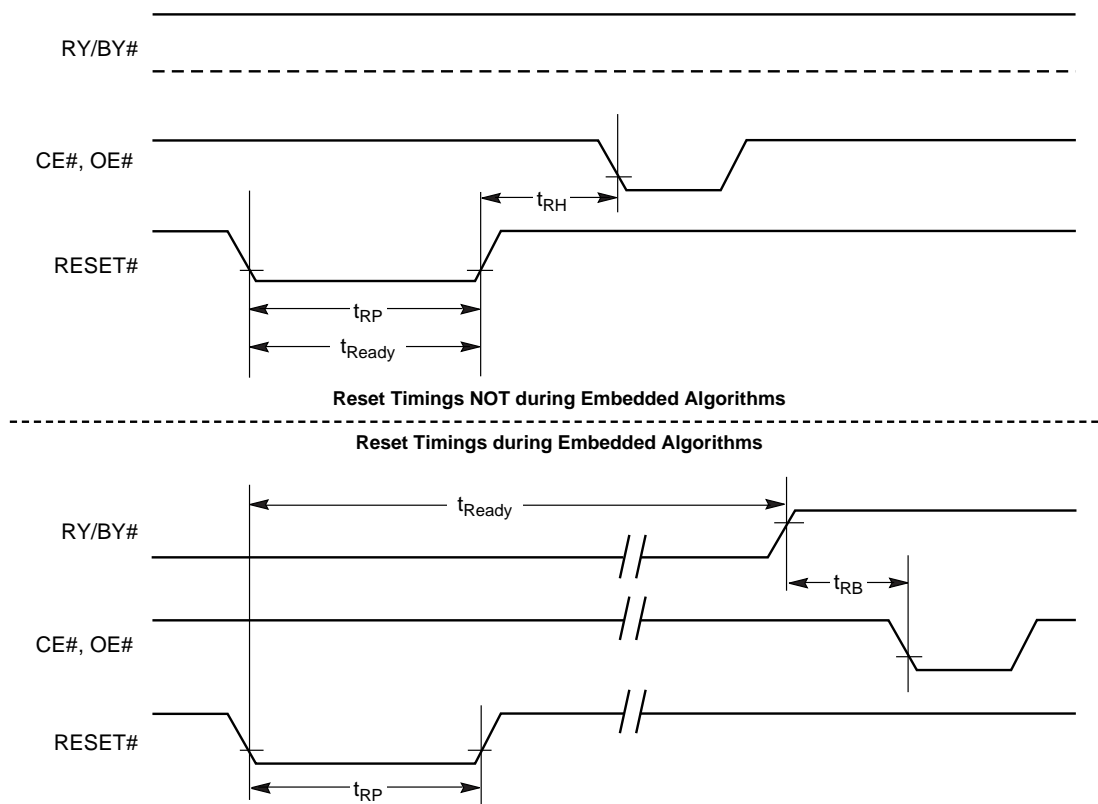 RY/BY#
CE#, OE#
tRH
RESET#
tRP
tReady
Reset Timings NOT during Embedded Algorithms
Reset Timings during Embedded Algorithms
tReady
RY/BY#
tRB
CE#, OE#
RESET#
tRP